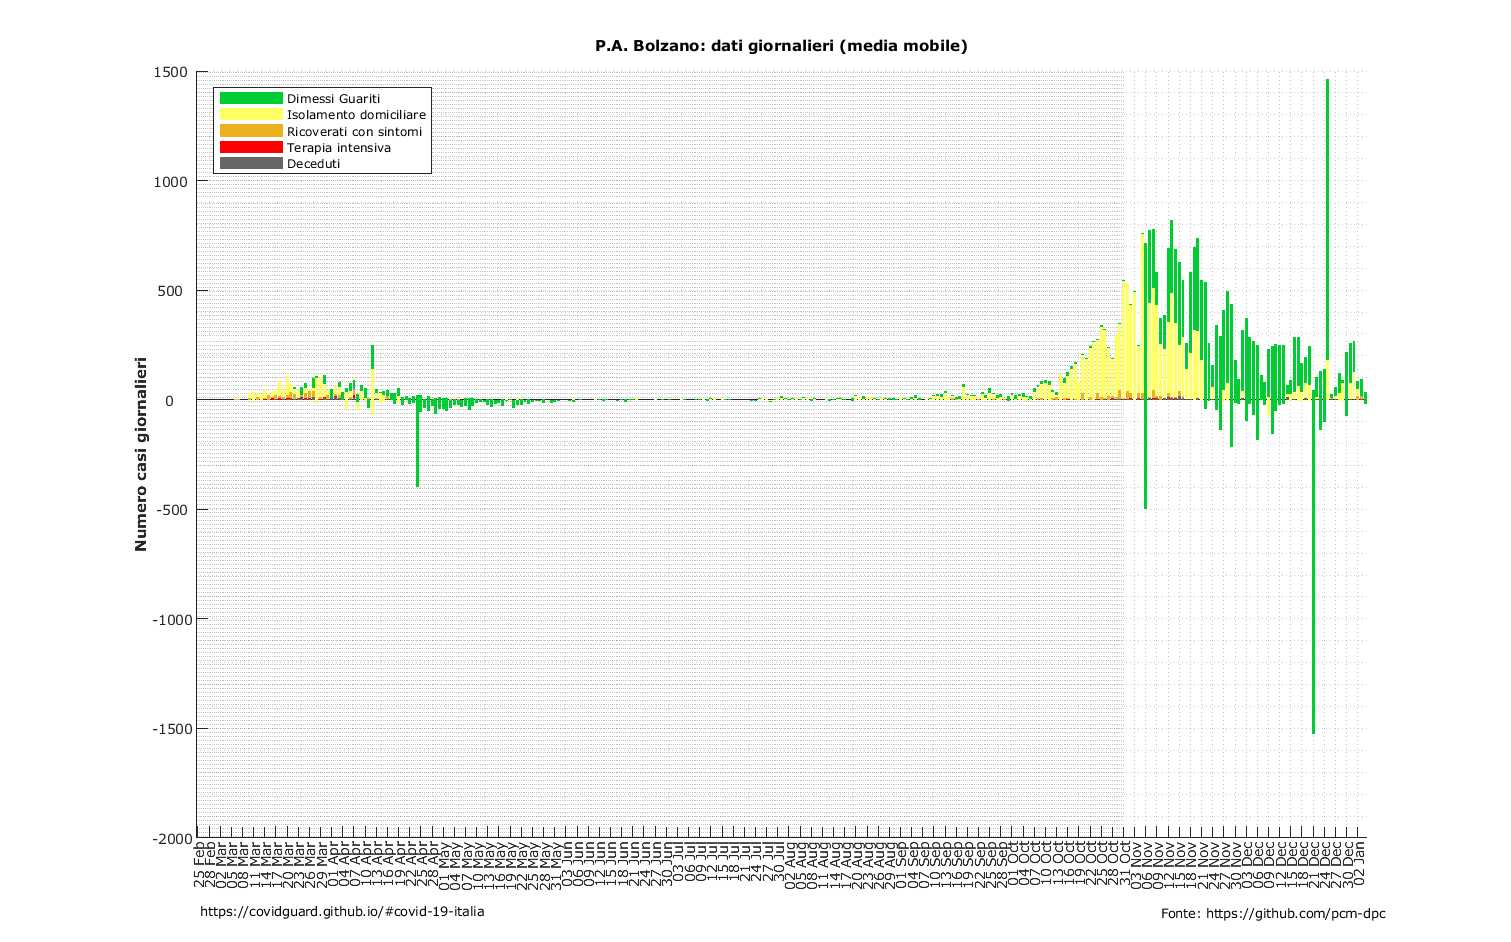 P.A. Bolzano: dati giornalieri (media mobile)
1500
1000
500
0
-500
-1000
-1500
-2000
Numero casi giornalieri
Dimessi Guariti
Isolamento domiciliare
Ricoverati con sintomi
Terapia intensiva
Deceduti
25 Feb
28 Feb
02 Mar
05 Mar
08 Mar
11 Mar
14 Mar
17 Mar
20 Mar
23 Mar
26 Mar
29 Mar
01 Apr
04 Apr
07 Apr
10 Apr
13 Apr
16 Apr
19 Apr
22 Apr
25 Apr
28 Apr
01 May
04 May
07 May
10 May
13 May
16 May
19 May
22 May
25 May
28 May
31 May
03 Jun
06 Jun
09 Jun
12 Jun
15 Jun
18 Jun
21 Jun
24 Jun
27 Jun
30 Jun
03 Jul
06 Jul
09 Jul
12 Jul
15 Jul
18 Jul
21 Jul
24 Jul
27 Jul
30 Jul
02 Aug
05 Aug
08 Aug
11 Aug
14 Aug
17 Aug
20 Aug
23 Aug
26 Aug
29 Aug
01 Sep
04 Sep
07 Sep
10 Sep
13 Sep
16 Sep
19 Sep
22 Sep
25 Sep
28 Sep
01 Oct
04 Oct
07 Oct
10 Oct
13 Oct
16 Oct
19 Oct
22 Oct
25 Oct
28 Oct
31 Oct
03 Nov
06 Nov
09 Nov
12 Nov
15 Nov
18 Nov
21 Nov
24 Nov
27 Nov
30 Nov
03 Dec
06 Dec
09 Dec
12 Dec
15 Dec
18 Dec
21 Dec
24 Dec
27 Dec
30 Dec
02 Jan
https://covidguard.github.io/#covid-19-italia
Fonte: https://github.com/pcm-dpc